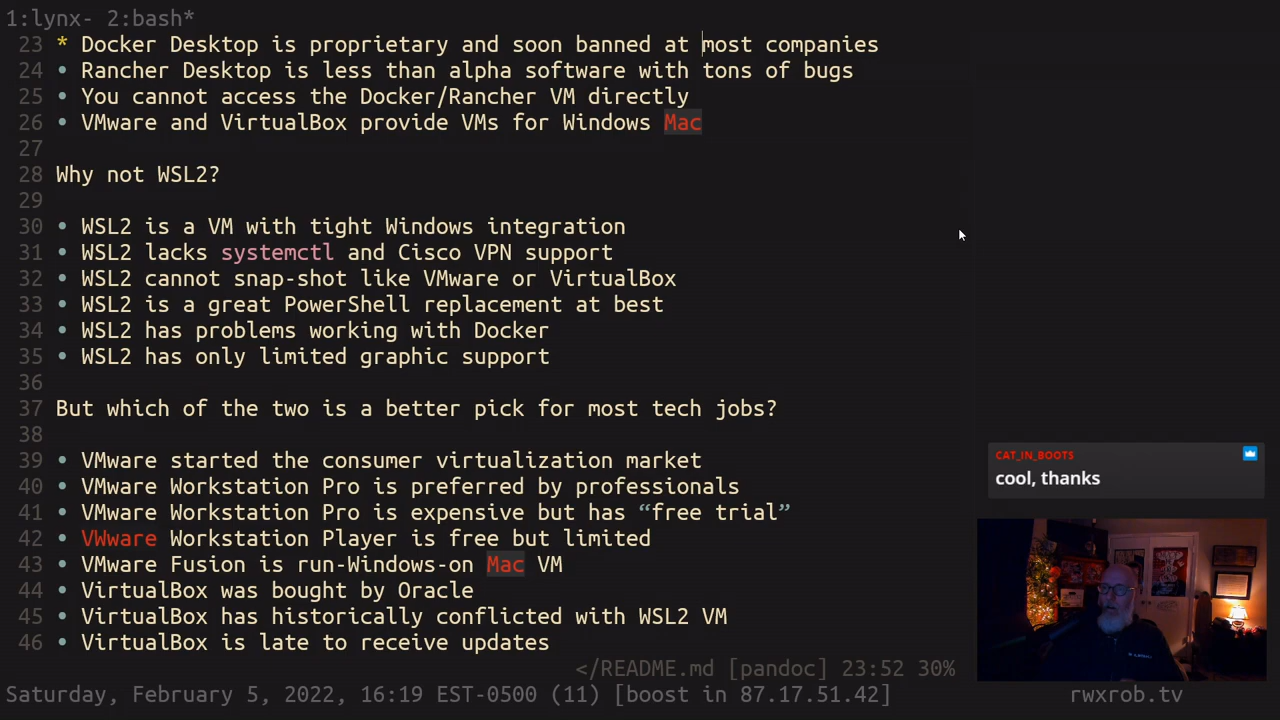 1:lynx- 2:bash*
23 * Docker Desktop is proprietary and soon banned at most companies
24 • Rancher Desktop is less than alpha software with tons of bugs
25 • You cannot access the Docker/Rancher VM directly
26 • VMware and VirtualBox provide VMs for Windows Mac
27
28 Why not WSL2?
29
30 • WSL2 is a VM with tight Windows integration
31 • WSL2 lacks systemctl and Cisco VPN support
32 • WSL2 cannot snap-shot like VMware or VirtualBox
33 • WSL2 is a great PowerShell replacement at best
34 • WSL2 has problems working with Docker
35 • WSL2 has only limited graphic support
36
37 But which of the two is a better pick for most tech jobs?
38
39 • VMware started the consumer virtualization market
40 • VMware Workstation Pro is preferred by professionals
41 • VMware Workstation Pro is expensive but has “free trial”
42 • VWware Workstation Player is free but limited
43 • VMware Fusion is run-Windows-on Mac VM
44 • VirtualBox was bought by Oracle
45 • VirtualBox has historically conflicted with WSL2 VM
46 • VirtualBox is late to receive updates
</README.md [pandoc] 23:52 30%
Saturday, February 5, 2022, 16:19 EST-0500 (11) [boost in 87.17.51.42]
CAT_IN_BOOTS
cool, thanks
rwxrob.tv